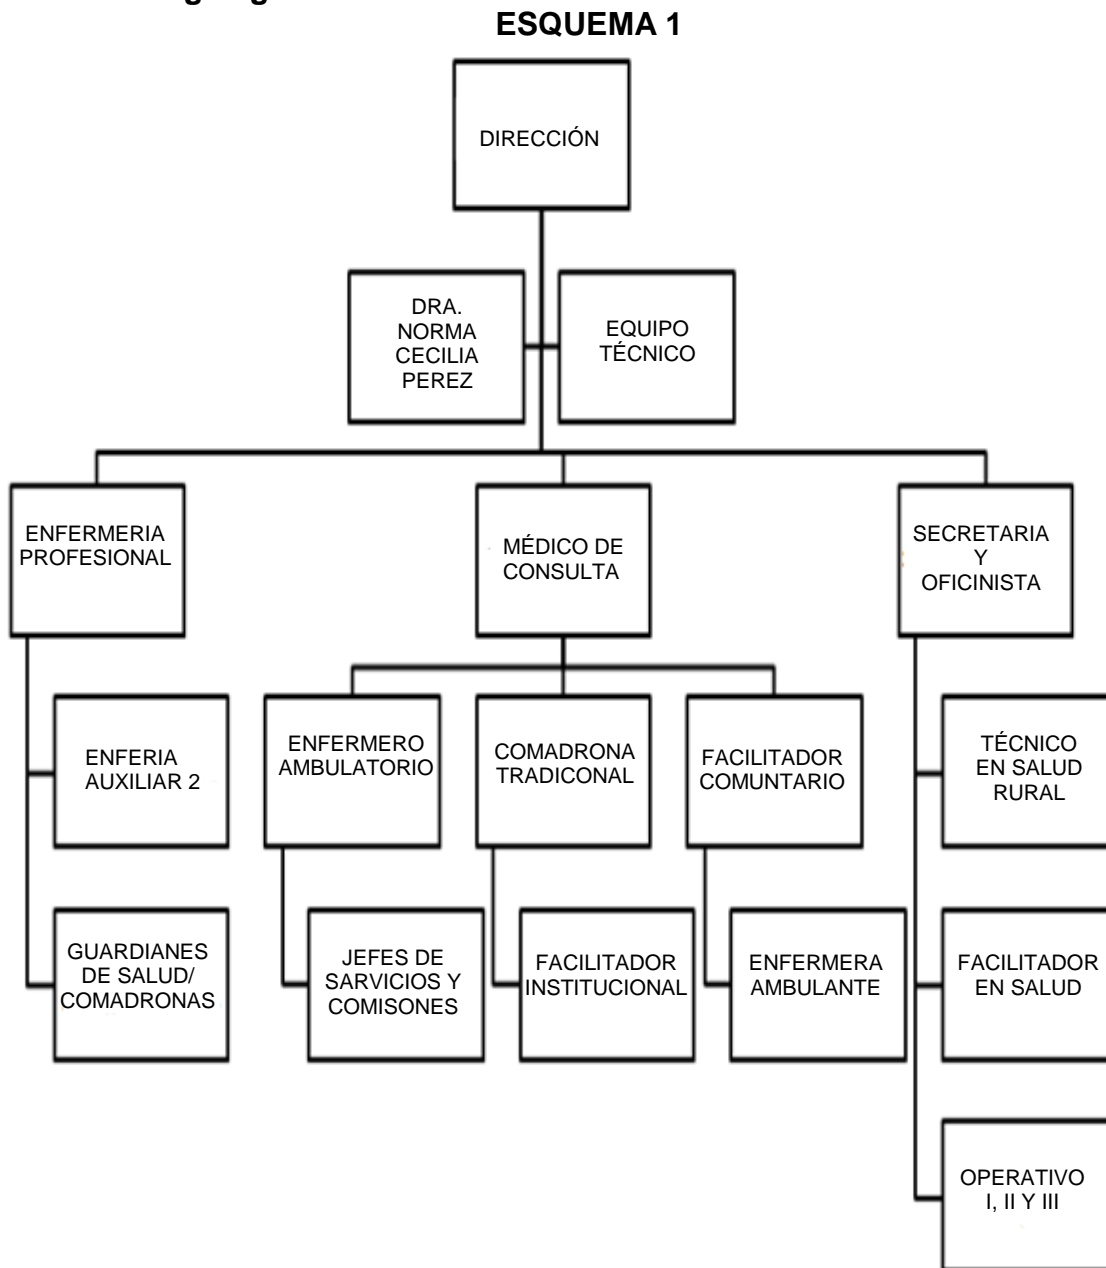 ESQUEMA 1
DIRECCIÓN
DRA.
NORMA
CECILIA
PEREZ
EQUIPO
TÉCNICO
ENFERMERIA
PROFESIONAL
MÉDICO DE
CONSULTA
SECRETARIA
Y
OFICINISTA
ENFERIA
AUXILIAR 2
ENFERMERO
AMBULATORIO
COMADRONA
TRADICONAL
FACILITADOR
COMUNTARIO
TÉCNICO
EN SALUD
RURAL
GUARDIANES
DE SALUD/
COMADRONAS
JEFES DE
SARVICIOS Y
COMISONES
FACILITADOR
INSTITUCIONAL
ENFERMERA
AMBULANTE
FACILITADOR
EN SALUD
OPERATIVO
I, II Y III